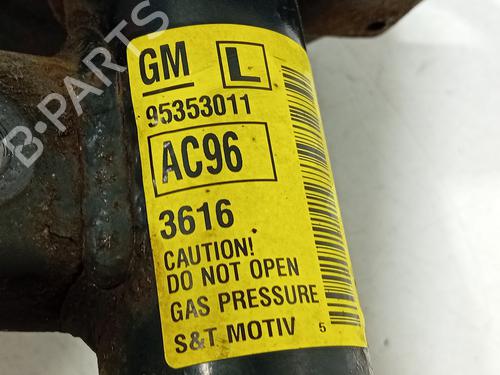 B-PARTS
GM L
95353011
AC96
3616
CAUTION!
DO NOT OPEN
GAS PRESSURE
S&T MOTIV 5